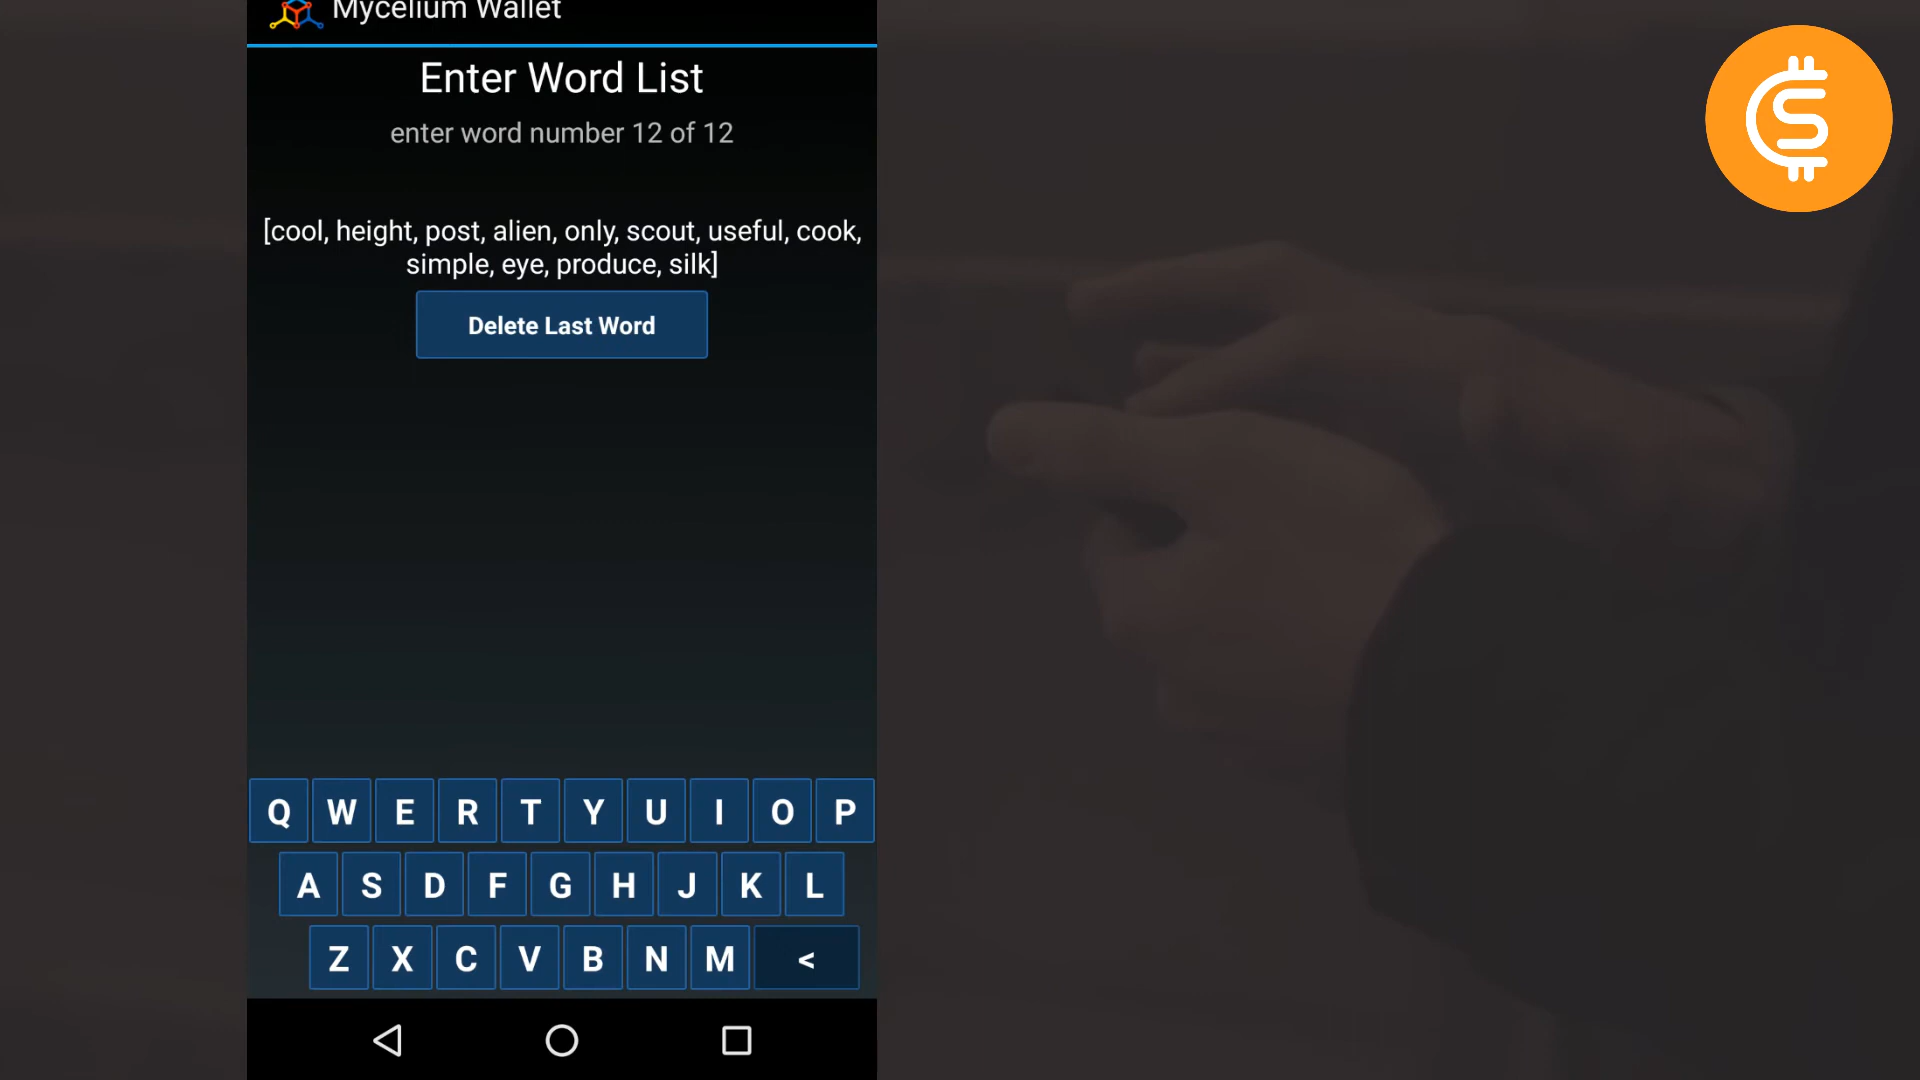 Mycelium Wallet
Enter Word List
enter word number 12 of 12
[cool, height, post, alien, only, scout, useful, cook,
simple, eye, produce, silk]
Delete Last Word
Q W E R T Y U I O P
A S D F G H J K L
Z X C V B N M <